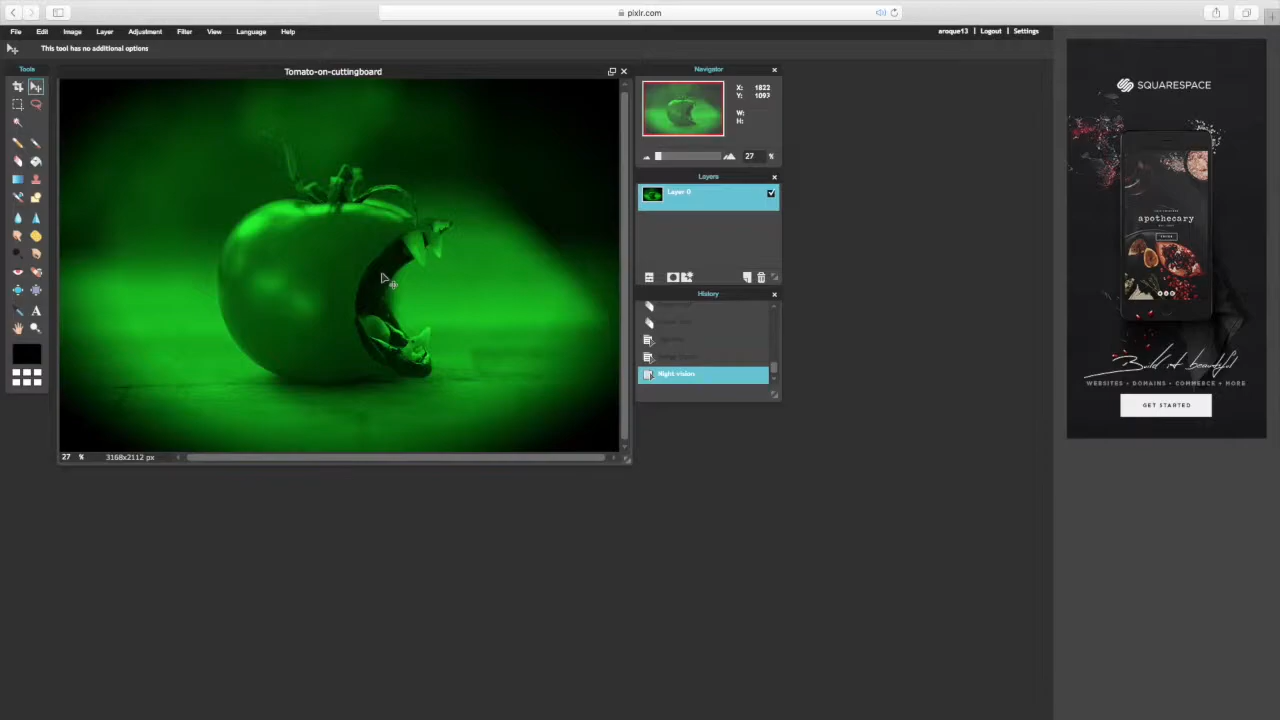 pixlr.com
File Edit Image Layer Adjustment Filter View Language Help
aroque13 | Logout | Settings
This tool has no additional options
Tools
Tomato-on-cuttingboard
Navigator
X: 1822
Y: 1093
W:
H:
27 %
Layers
Layer 0
History
Night vision
27 % 3168x2112 px
SQUARESPACE
apothecary
Build it beautiful
WEBSITES • DOMAINS • COMMERCE • MORE
GET STARTED